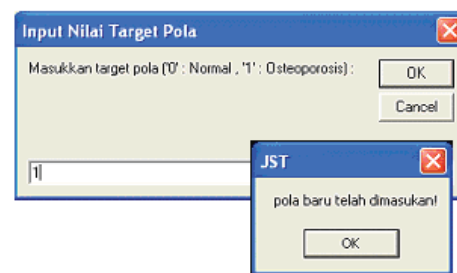 Input Nilai Target Pola
Masukkan target pola ('0' : Normal , '1' : Osteoporosis) :
OK
Cancel
1
JST
pola baru telah dimasukan!
OK